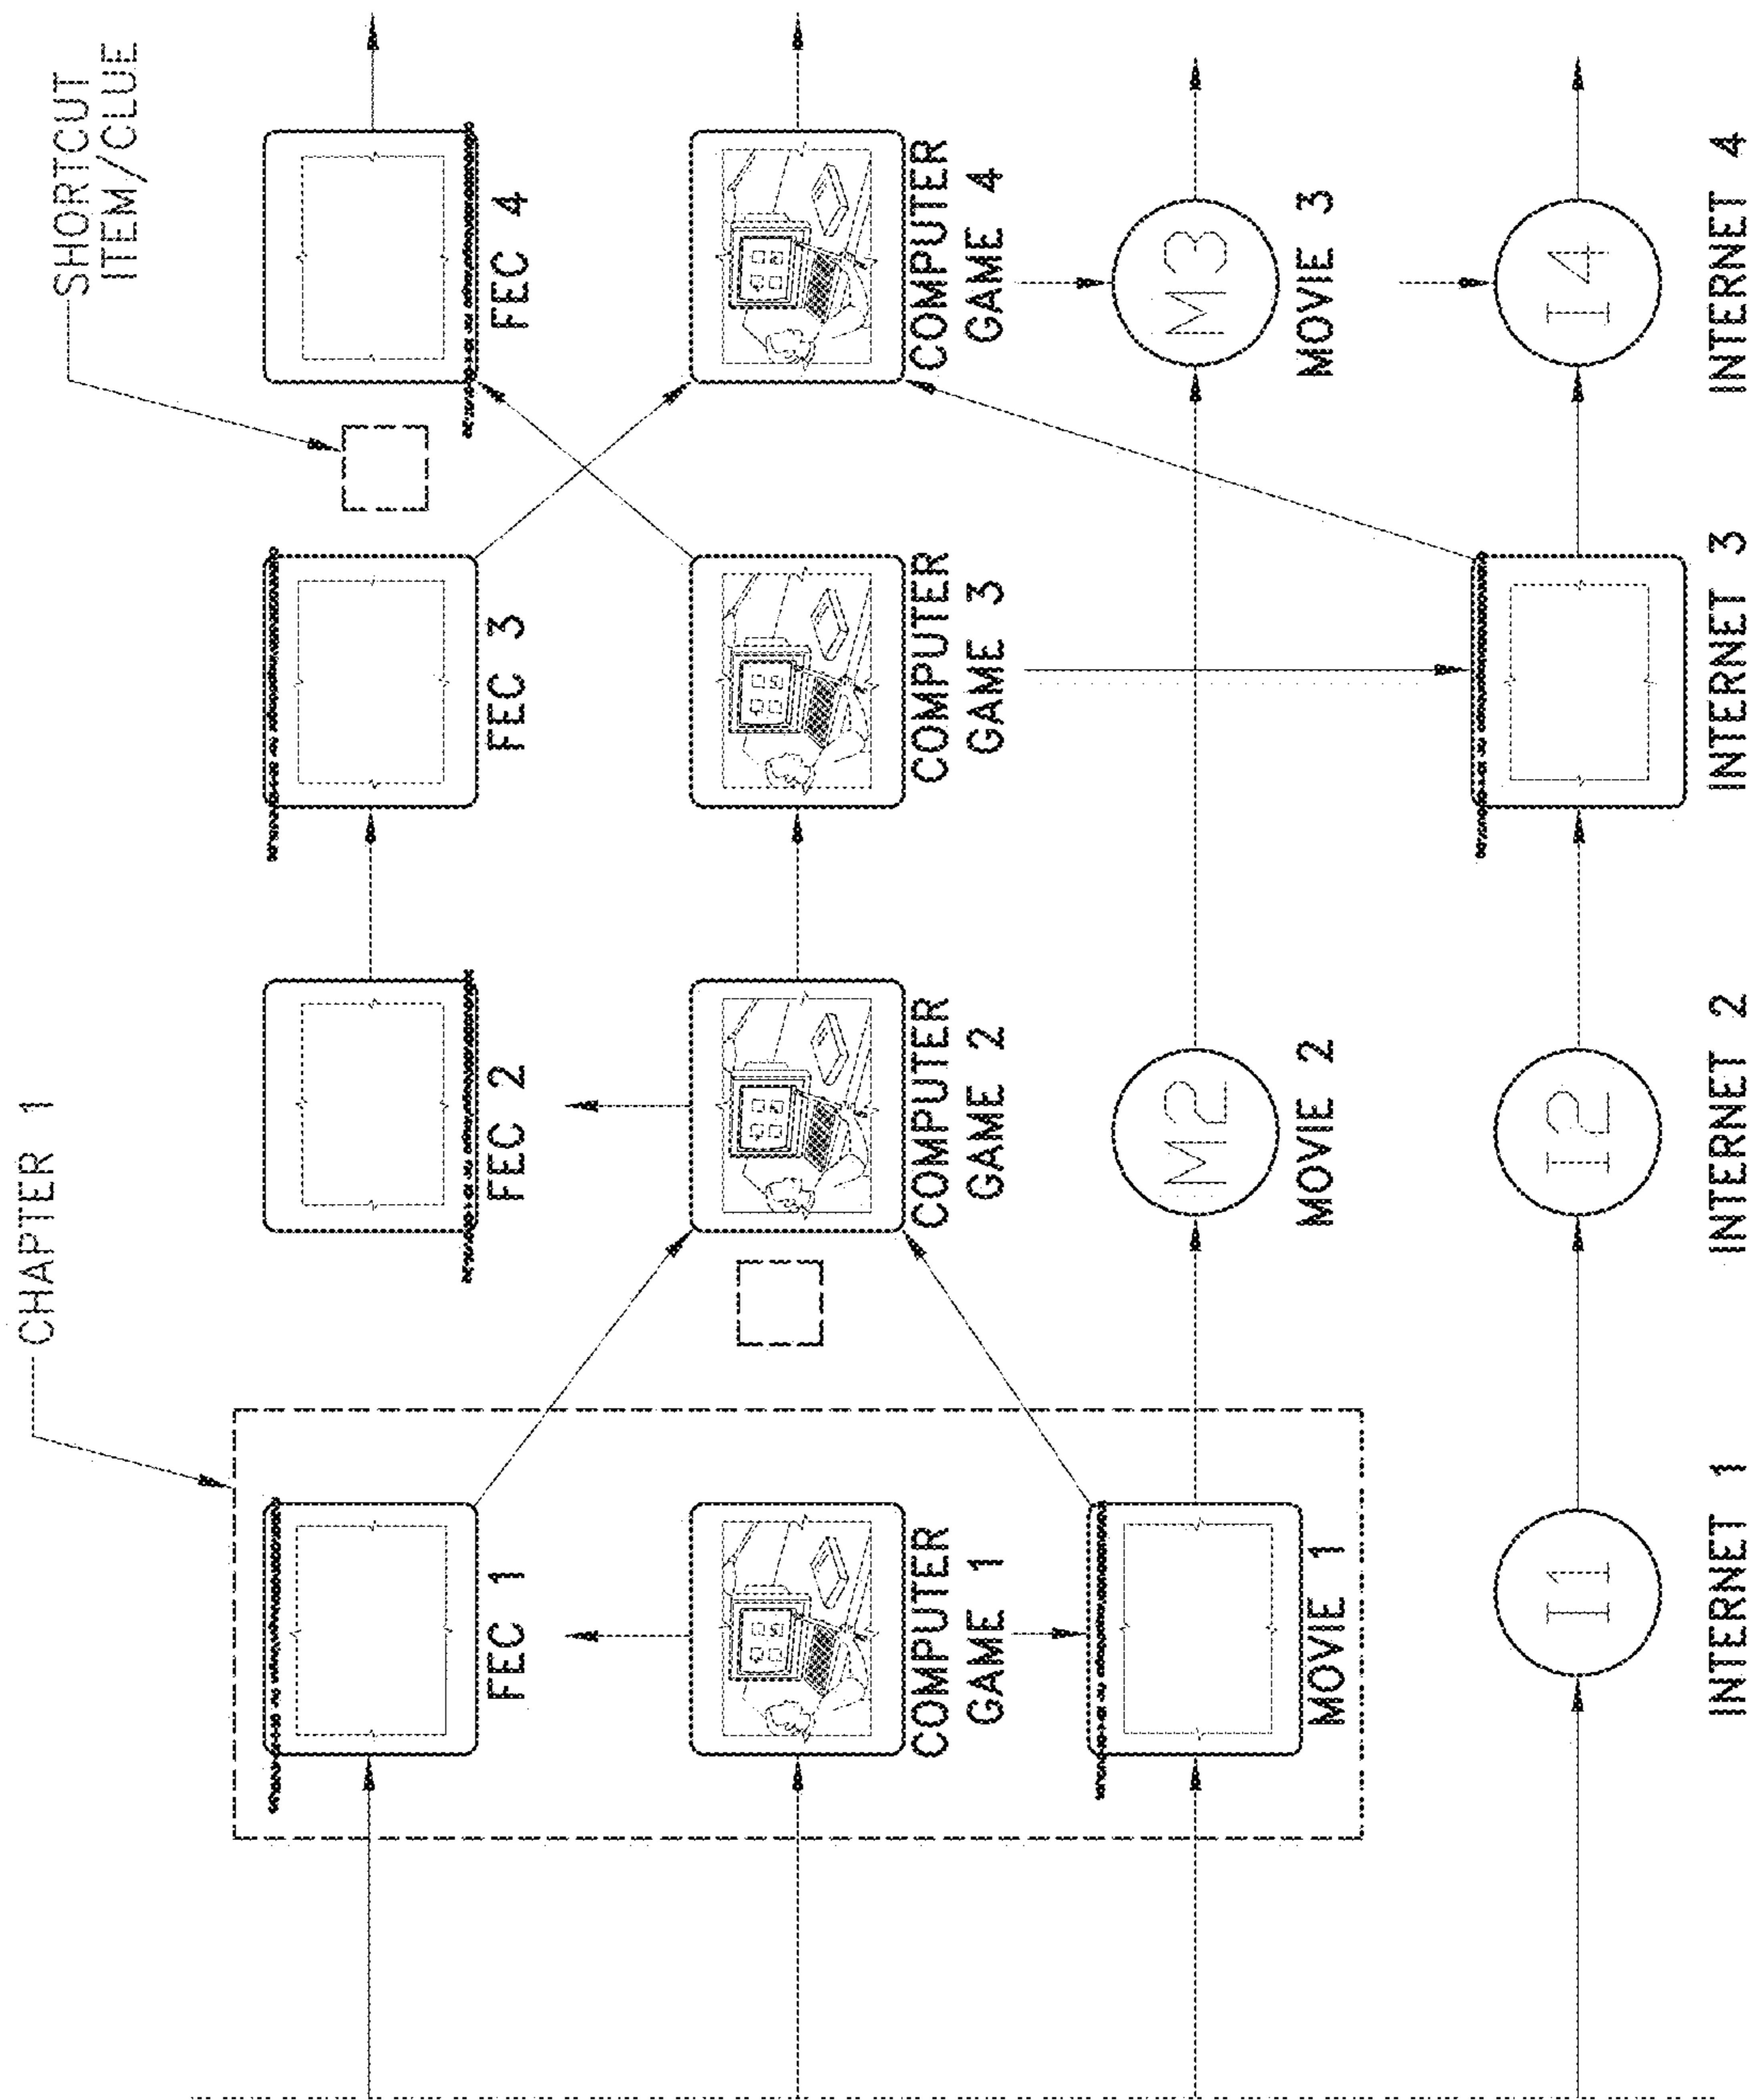 CHAPTER 1
SHORTCUT
ITEM/CLUE
FEC 1
FEC 2
FEC 3
FEC 4
COMPUTER
GAME 1
COMPUTER
GAME 2
COMPUTER
GAME 3
COMPUTER
GAME 4
MOVIE 1
M2
MOVIE 2
M3
MOVIE 3
I1
INTERNET 1
I2
INTERNET 2
INTERNET 3
I4
INTERNET 4